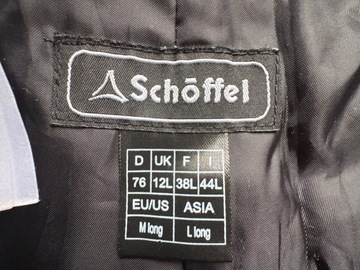 Schöffel
D UK F I
76 12L 38L 44L
EU/US ASIA
M long L long